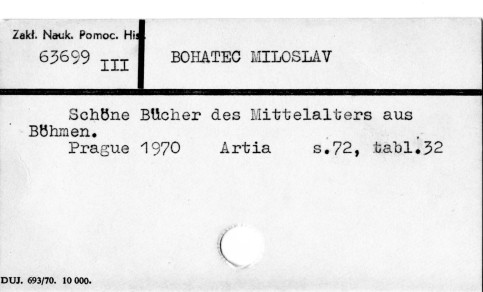 Zakł. Nauk. Pomoc. His.
63699 III
BOHATEC MILOSLAV
Schöne Bücher des Mittelalters aus
Böhmen.
Prague 1970 Artia s.72, tabl.32
DUJ. 693/70. 10 000.